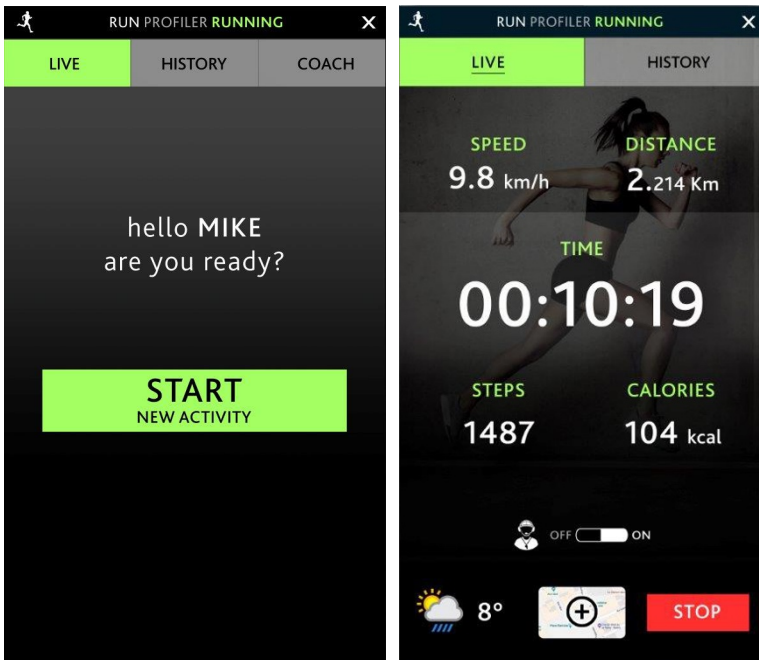 RUN PROFILER RUNNING X
LIVE HISTORY COACH
hello MIKE
are you ready?
START
NEW ACTIVITY
RUN PROFILER RUNNING X
LIVE HISTORY
SPEED DISTANCE
9.8 km/h 2.214 Km
TIME
00:10:19
STEPS CALORIES
1487 104 kcal
OFF ON
8° STOP